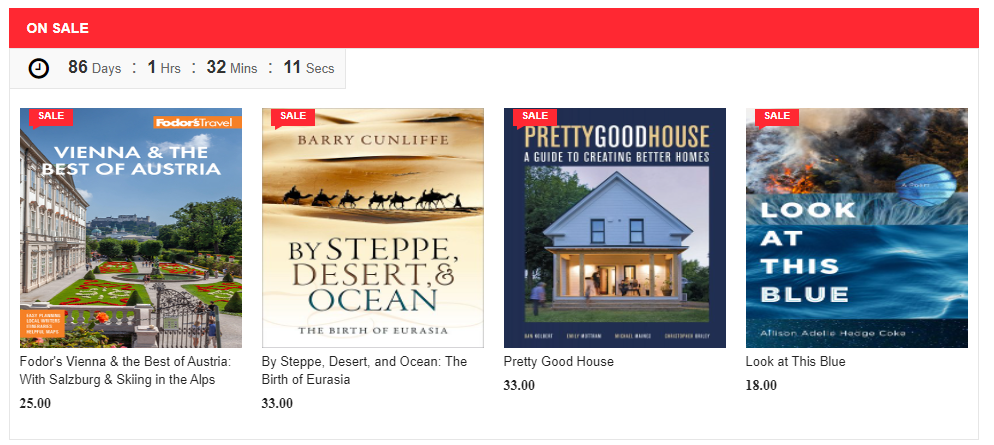 ON SALE
86 Days : 1 Hrs : 32 Mins : 11 Secs
SALE
Fodor's Travel
VIENNA & THE
BEST OF AUSTRIA
EASY PLANNING
LOCAL WRITERS
ITINERARIES
HELPFUL MAPS
Fodor's Vienna & the Best of Austria:
With Salzburg & Skiing in the Alps
25.00
SALE
BARRY CUNLIFFE
BY STEPPE,
DESERT, &
OCEAN
THE BIRTH OF EURASIA
By Steppe, Desert, and Ocean: The
Birth of Eurasia
33.00
SALE
PRETTYGOODHOUSE
A GUIDE TO CREATING BETTER HOMES
DAN KOLBERT EMILY MOTTRAM MICHAEL MAINES CHRISTOPHER BRILEY
Pretty Good House
33.00
SALE
A Poem
LOOK
AT
THIS
BLUE
Allison Adelle Hedge Coke
Look at This Blue
18.00